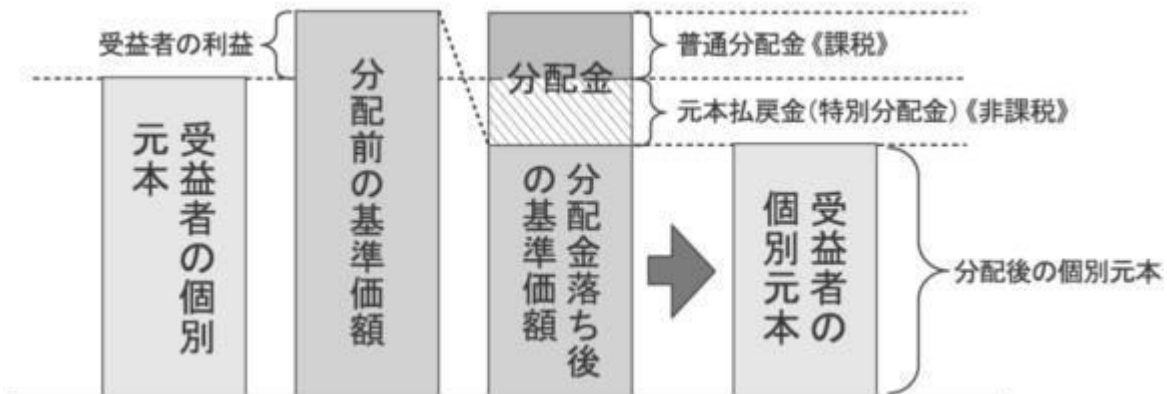 受益者の利益
受益者の個別
元本
分配前の基準価額
分配金
分配金落ち後
の基準価額
普通分配金《課税》
元本払戻金(特別分配金)《非課税》
受益者の
個別元本
分配後の個別元本